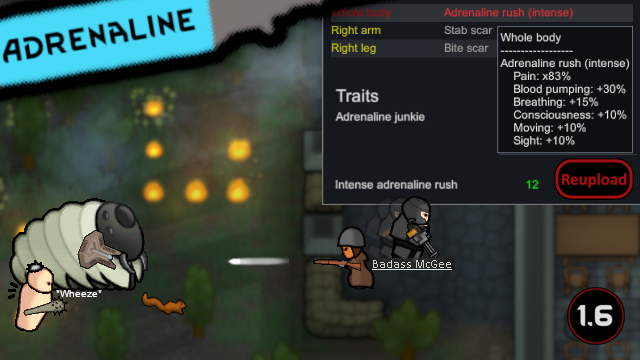 ADRENALINE
Whole body Adrenaline rush (intense)
Right arm Stab scar
Right leg Bite scar
Whole body
------------------
Adrenaline rush (intense)
Pain: x83%
Blood pumping: +30%
Breathing: +15%
Consciousness: +10%
Moving: +10%
Sight: +10%
Traits
Adrenaline junkie
Intense adrenaline rush 12
Reupload
Badass McGee
*Wheeze*
1.6